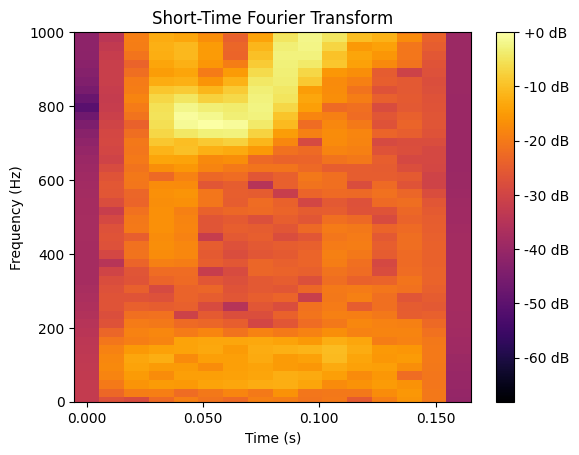 Short-Time Fourier Transform
1000
800
600
400
200
0
Frequency (Hz)
0.000
0.050
0.100
0.150
Time (s)
+0 dB
-10 dB
-20 dB
-30 dB
-40 dB
-50 dB
-60 dB